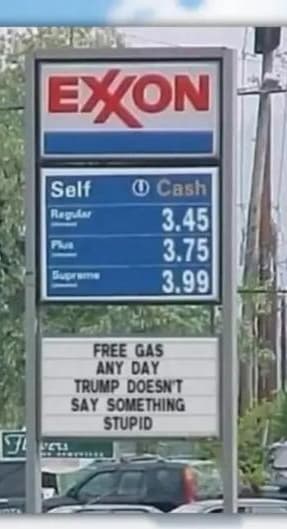 EXXON
Self Cash
Regular 3.45
Plus 3.75
Supreme 3.99
FREE GAS
ANY DAY
TRUMP DOESN'T
SAY SOMETHING
STUPID